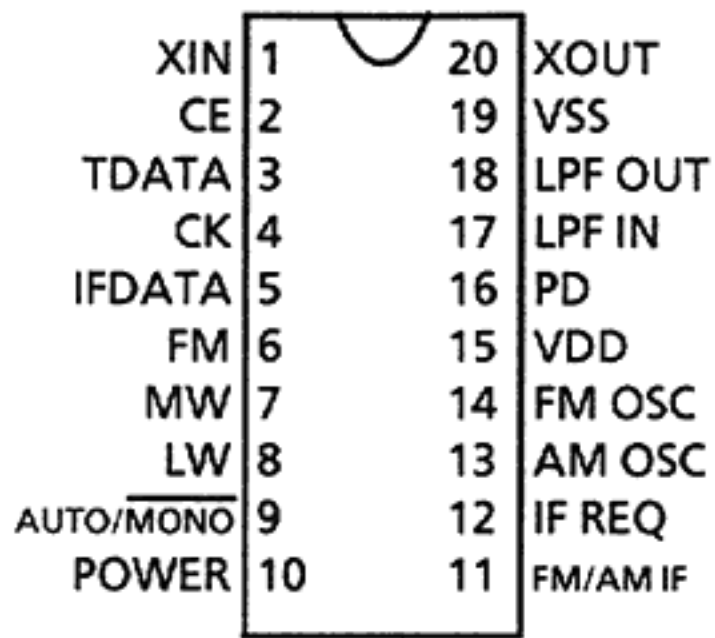 XIN 1 20 XOUT
CE 2 19 VSS
TDATA 3 18 LPF OUT
CK 4 17 LPF IN
IFDATA 5 16 PD
FM 6 15 VDD
MW 7 14 FM OSC
LW 8 13 AM OSC
AUTO/MONO 9 12 IF REQ
POWER 10 11 FM/AM IF